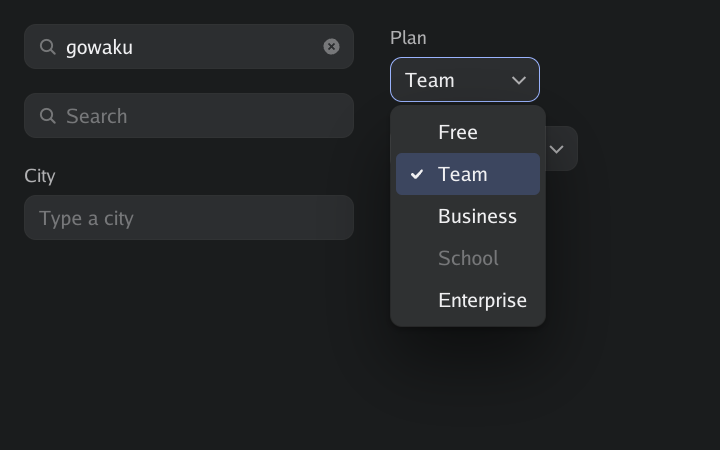 gowaku
Search
City
Type a city
Plan
Team
Free
Team
Business
School
Enterprise